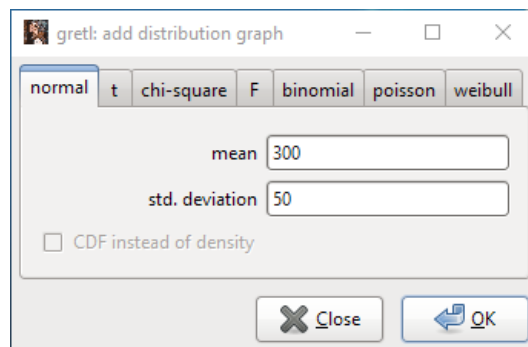 gretl: add distribution graph
normal t chi-square F binomial poisson weibull
mean 300
std. deviation 50
CDF instead of density
Close OK